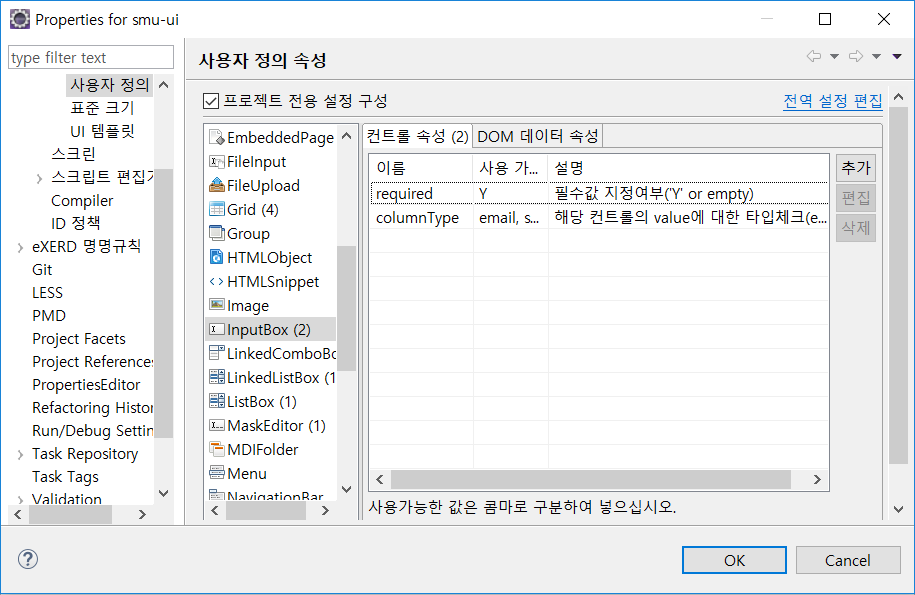 Properties for smu-ui
type filter text
사용자 정의
표준 크기
UI 템플릿
스크린
스크립트 편집기
Compiler
ID 정책
eXERD 명명규칙
Git
LESS
PMD
Project Facets
Project References
PropertiesEditor
Refactoring Histor
Run/Debug Settin
Task Repository
Task Tags
Validation
사용자 정의 속성
프로젝트 전용 설정 구성
전역 설정 편집
EmbeddedPage
FileInput
FileUpload
Grid (4)
Group
HTMLObject
HTMLSnippet
Image
InputBox (2)
LinkedComboBo
LinkedListBox (1
ListBox (1)
MaskEditor (1)
MDIFolder
Menu
NavigationBar
컨트롤 속성 (2) DOM 데이터 속성
이름 사용 가... 설명
required Y 필수값 지정여부('Y' or empty)
columnType email, s... 해당 컨트롤의 value에 대한 타입체크(e...
추가
편집
삭제
사용가능한 값은 콤마로 구분하여 넣으십시오.
OK Cancel